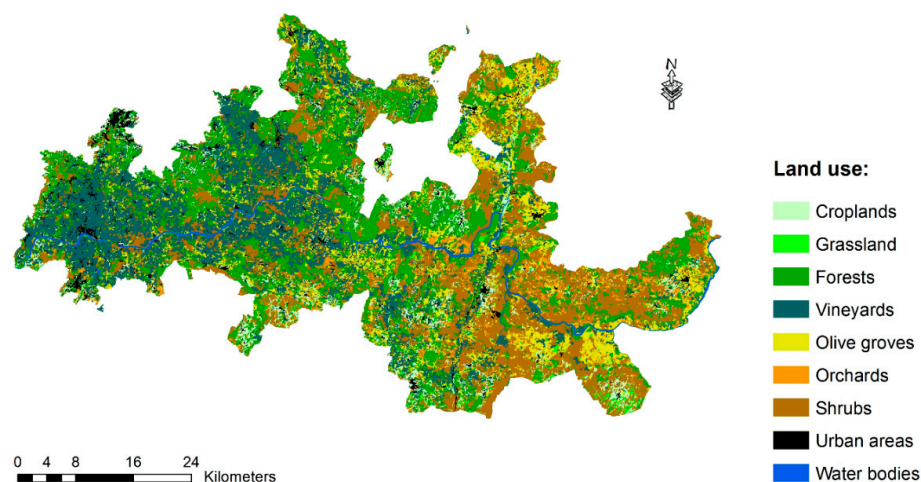 N
Land use:
Croplands
Grassland
Forests
Vineyards
Olive groves
Orchards
Shrubs
Urban areas
Water bodies
0 4 8 16 24
Kilometers